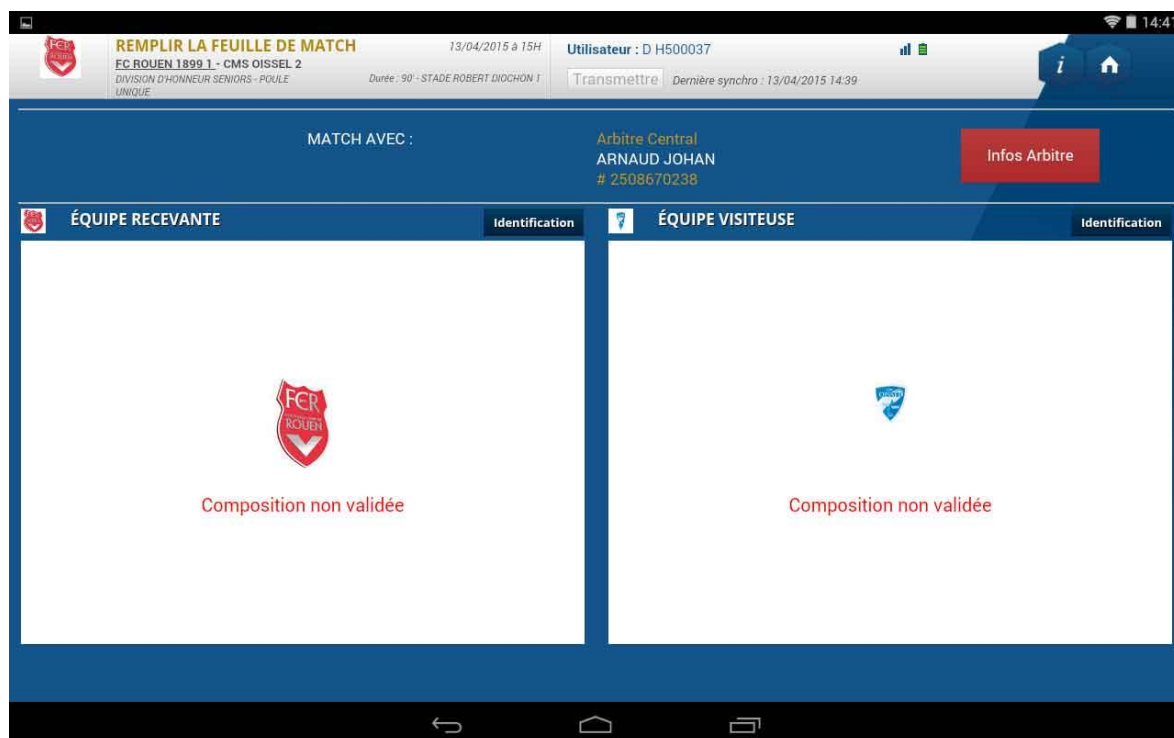 14:47
REMPLIR LA FEUILLE DE MATCH
13/04/2015 à 15H
FC ROUEN 1899 1 - CMS OISSEL 2
DIVISION D'HONNEUR SENIORS - POULE
UNIQUE
Durée : 90' - STADE ROBERT DIOCHON 1
Utilisateur : D H500037
Transmettre
Dernière synchro : 13/04/2015 14:39
i
MATCH AVEC :
Arbitre Central
ARNAUD JOHAN
# 2508670238
Infos Arbitre
ÉQUIPE RECEVANTE
Identification
ÉQUIPE VISITEUSE
Identification
FCR
ROUEN
Composition non validée
Composition non validée